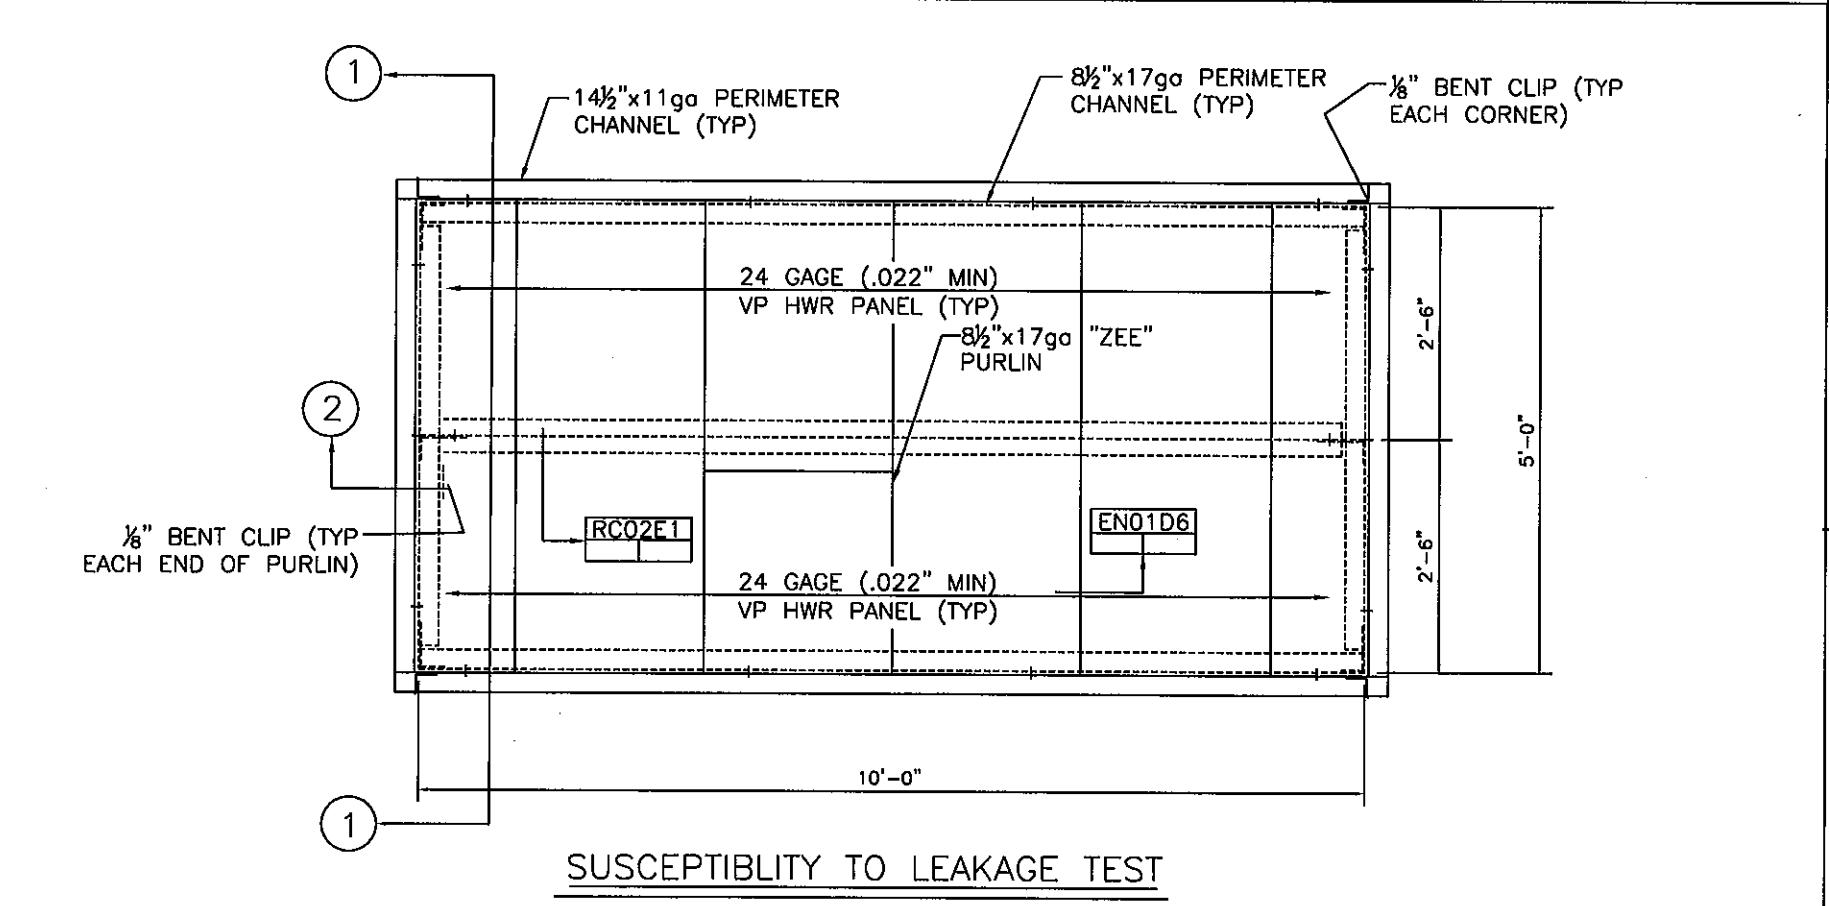 1
14½"x11ga PERIMETER
CHANNEL (TYP)
8½"x17ga PERIMETER
CHANNEL (TYP)
⅛" BENT CLIP (TYP
EACH CORNER)
24 GAGE (.022" MIN)
VP HWR PANEL (TYP)
8½"x17ga "ZEE"
PURLIN
2'-6"
2
5'-0"
⅛" BENT CLIP (TYP
EACH END OF PURLIN)
RC02E1
EN01D6
2'-6"
24 GAGE (.022" MIN)
VP HWR PANEL (TYP)
10'-0"
1
SUSCEPTIBLITY TO LEAKAGE TEST